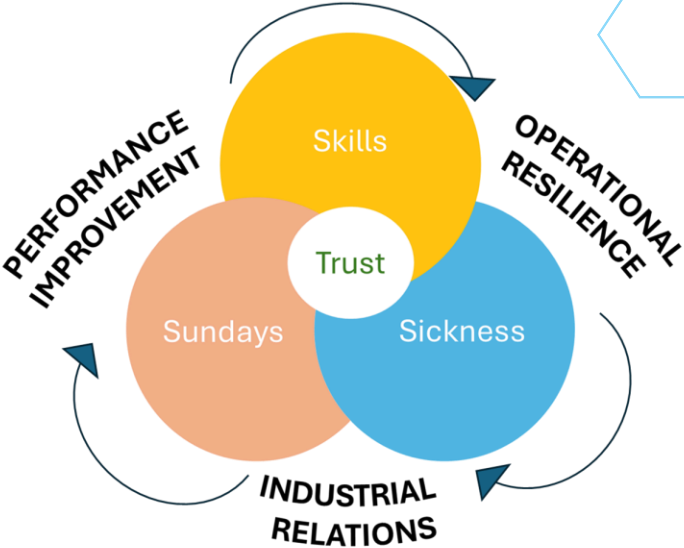 Skills
PERFORMANCE
IMPROVEMENT
OPERATIONAL
RESILIENCE
Trust
Sundays
Sickness
INDUSTRIAL
RELATIONS